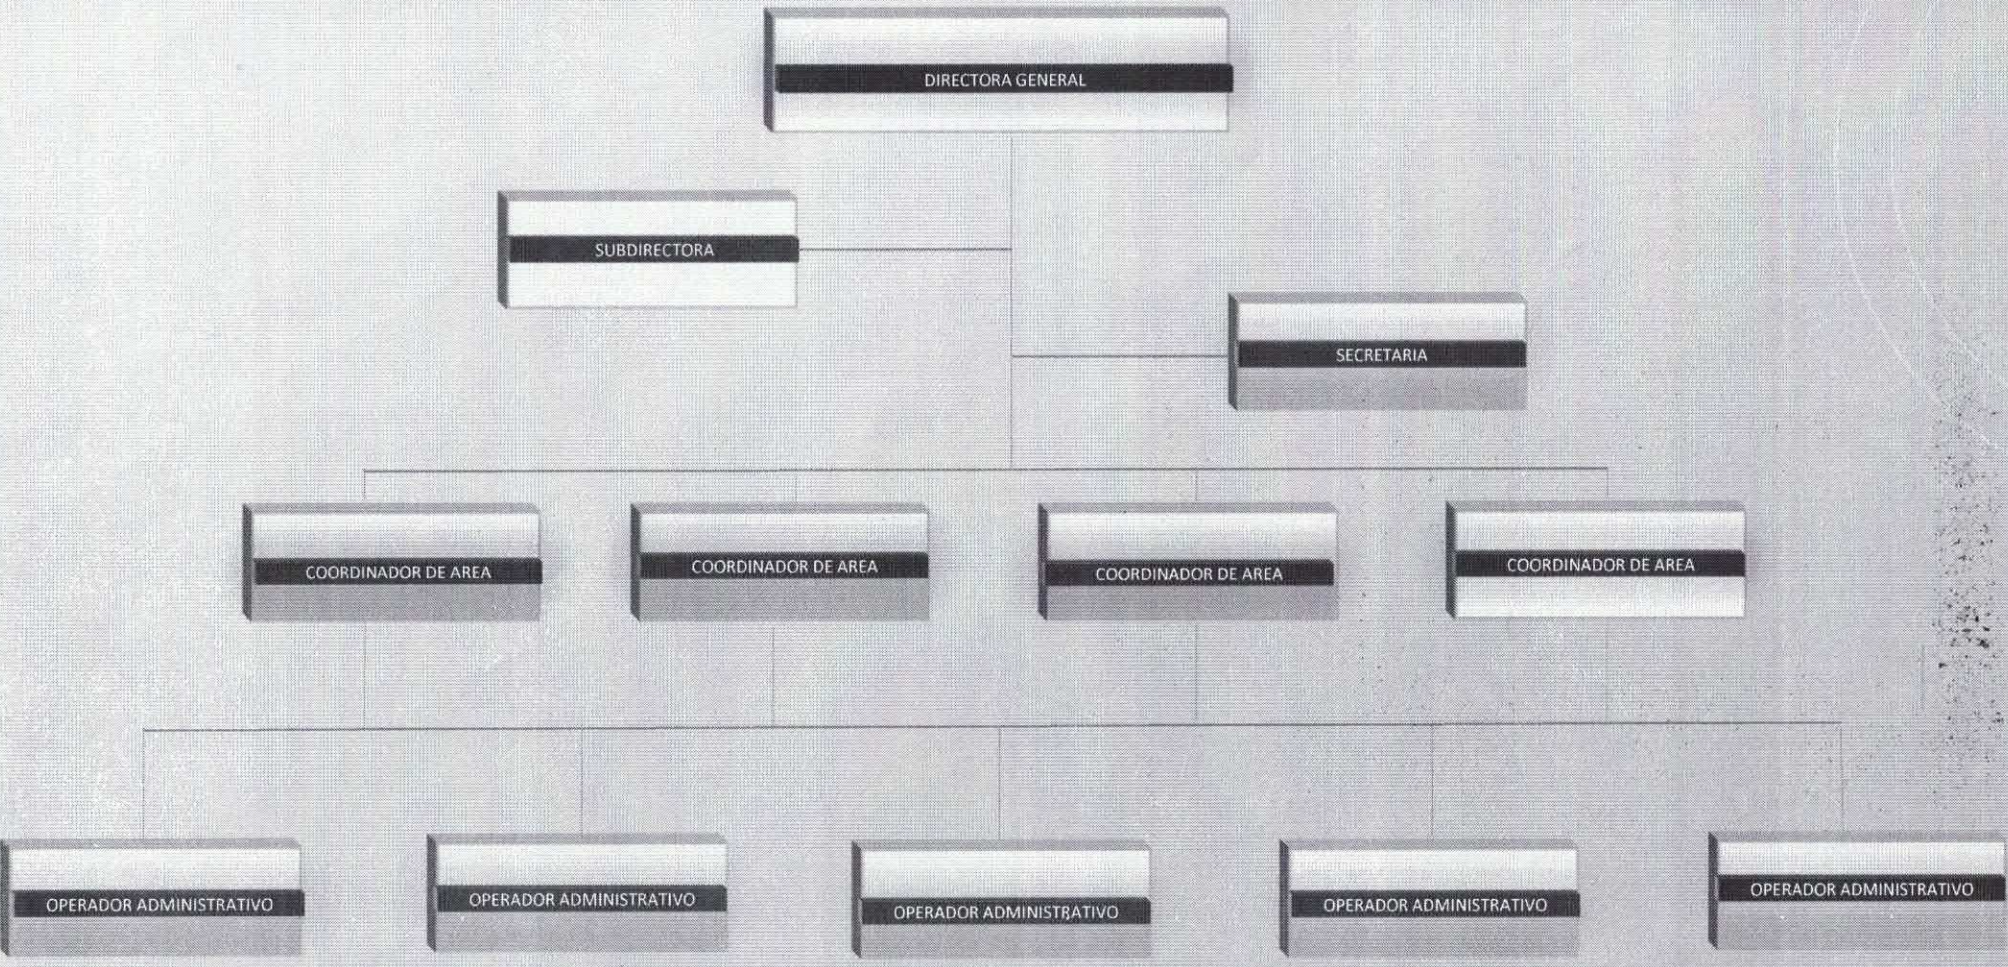 DIRECTORA GENERAL
SUBDIRECTORA
SECRETARIA
COORDINADOR DE AREA
COORDINADOR DE AREA
COORDINADOR DE AREA
COORDINADOR DE AREA
OPERADOR ADMINISTRATIVO
OPERADOR ADMINISTRATIVO
OPERADOR ADMINISTRATIVO
OPERADOR ADMINISTRATIVO
OPERADOR ADMINISTRATIVO